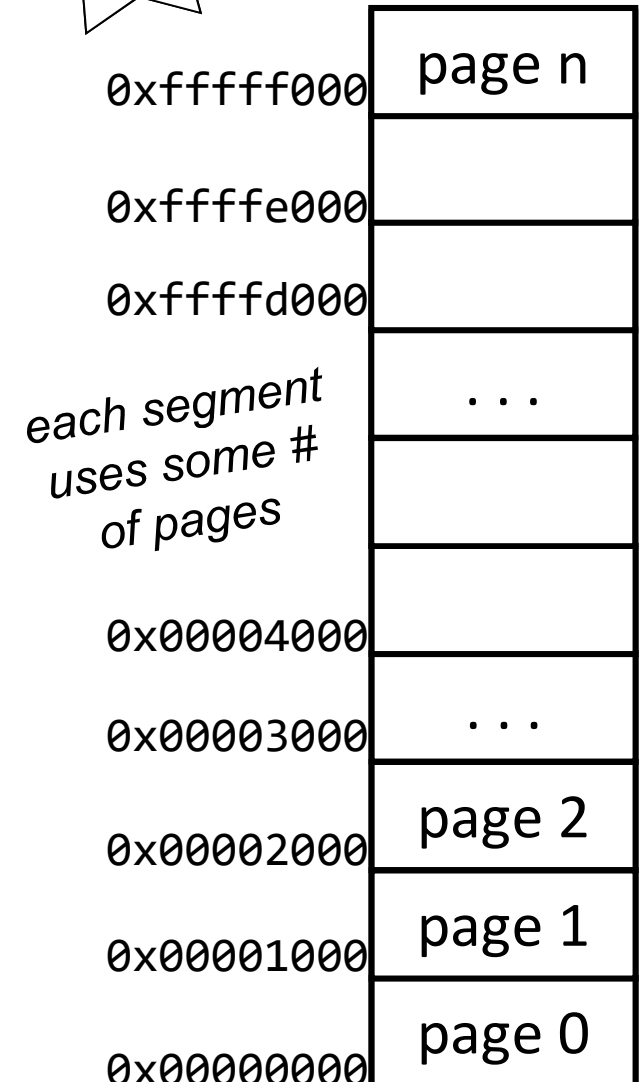 page n
0xfffff000
0xffffe000
0xffffd000
...
each segment
uses some #
of pages
0x00004000
...
0x00003000
page 2
0x00002000
page 1
0x00001000
page 0
0x00000000